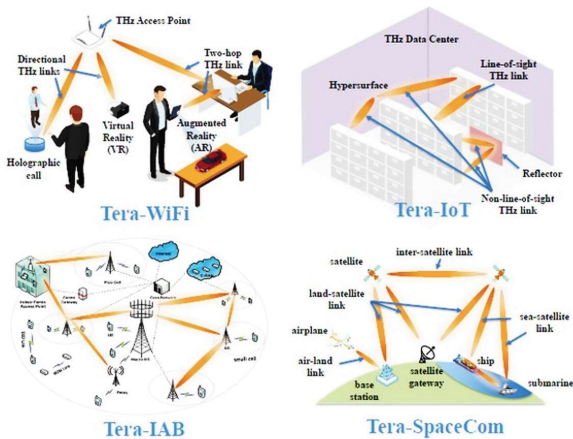 THz Access Point
Directional
THz links
Two-hop
THz link
Virtual
Reality
(VR)
Augmented
Reality
(AR)
Holographic
call
Tera-WiFi
THz Data Center
Line-of-sight
THz link
Hypersurface
Reflector
Non-line-of-sight
THz link
Tera-IoT
small cell
Tera-IAB
inter-satellite link
satellite
land-satellite
link
sea-satellite
link
airplane
air-land
link
ship
base
station
satellite
gateway
submarine
Tera-SpaceCom